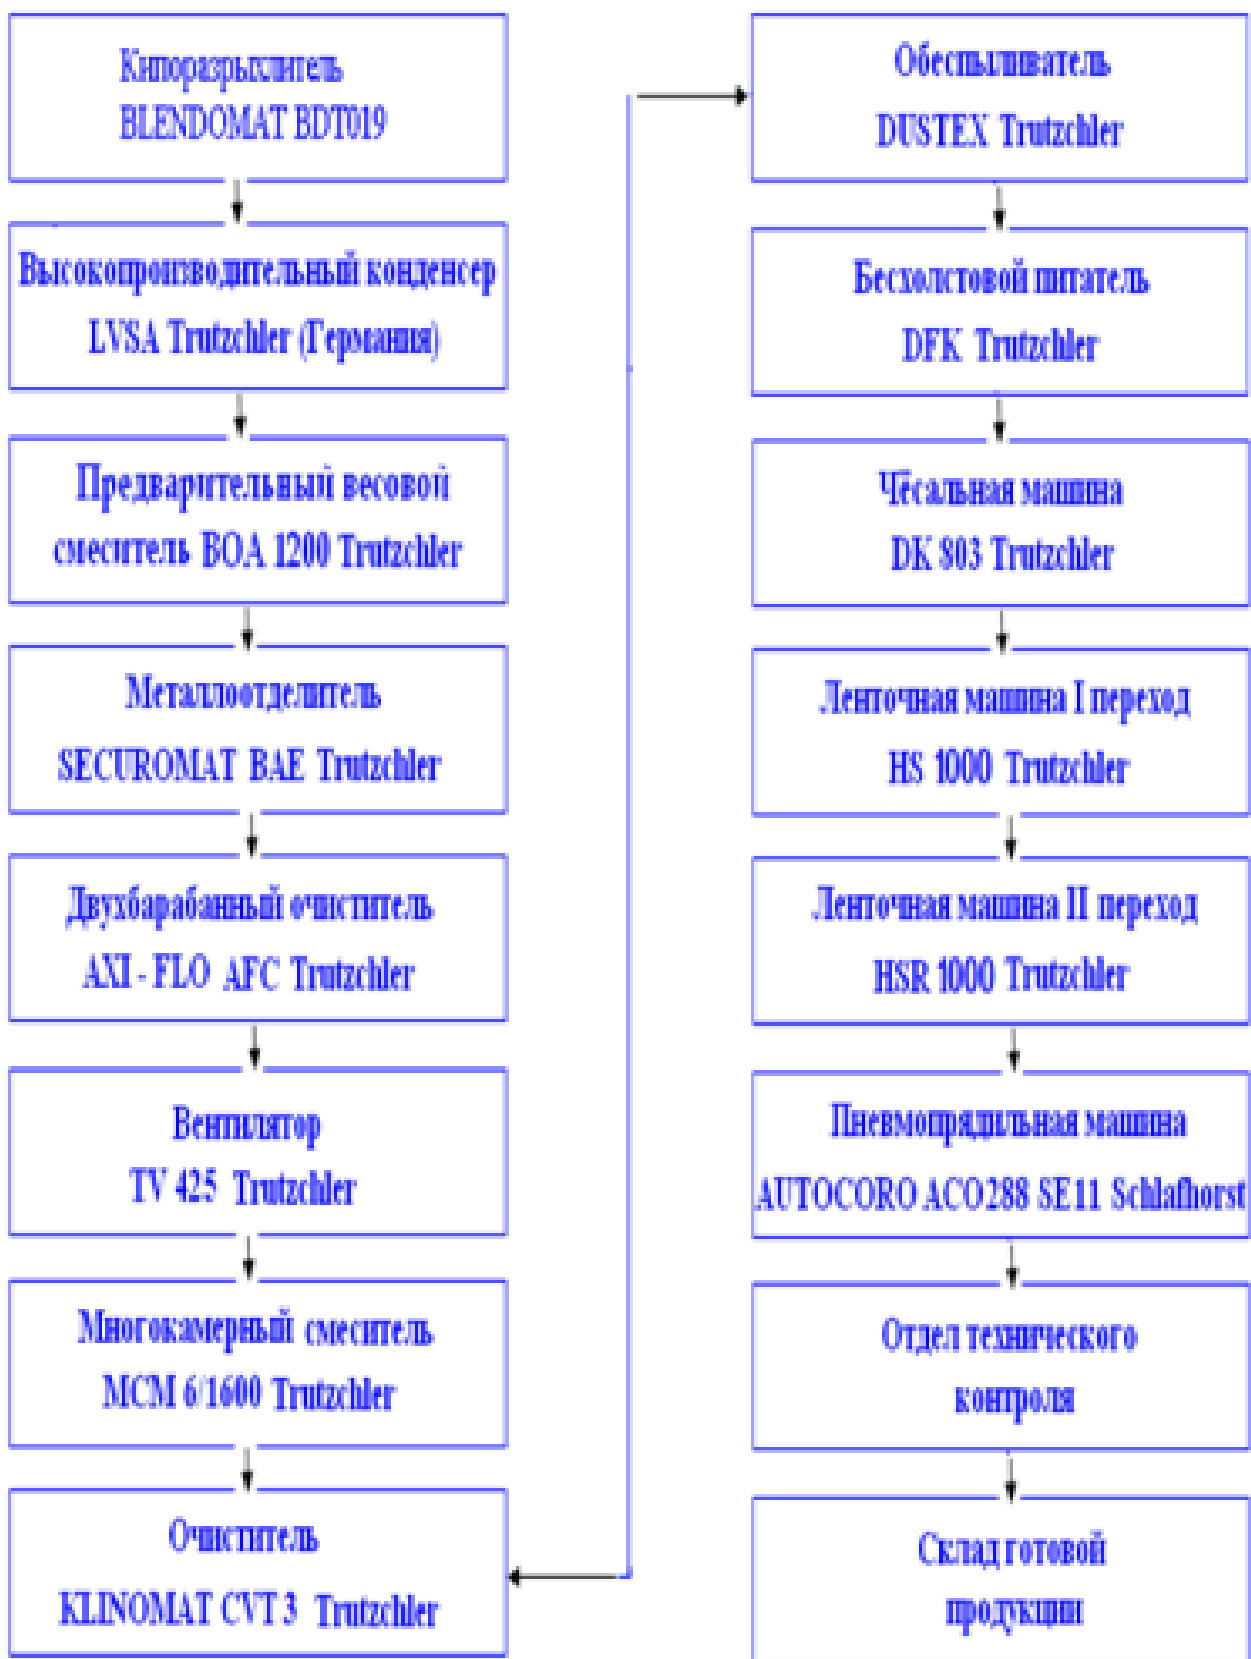 Кипоразрыхлитель
BLENDOMAT BDT019
Высокопроизводительный конденсер
LVSA Trutzchler (Германия)
Предварительный весовой
смеситель BOA 1200 Trutzchler
Металлоотделитель
SECUROMAT BAE Trutzchler
Двухбарабанный очиститель
AXI - FLO AFC Trutzchler
Вентилятор
TV 425 Trutzchler
Многокамерный смеситель
MCM 6/1600 Trutzchler
Очиститель
KLINOMAT CVT 3 Trutzchler
Обеспыливатель
DUSTEX Trutzchler
Бесхолстовой питатель
DFK Trutzchler
Чёсальная машина
DK 803 Trutzchler
Ленточная машина I переход
HS 1000 Trutzchler
Ленточная машина II переход
HSR 1000 Trutzchler
Пневмопрядильная машина
AUTOCORO ACO288 SE11 Schlafhorst
Отдел технического
контроля
Склад готовой
продукции